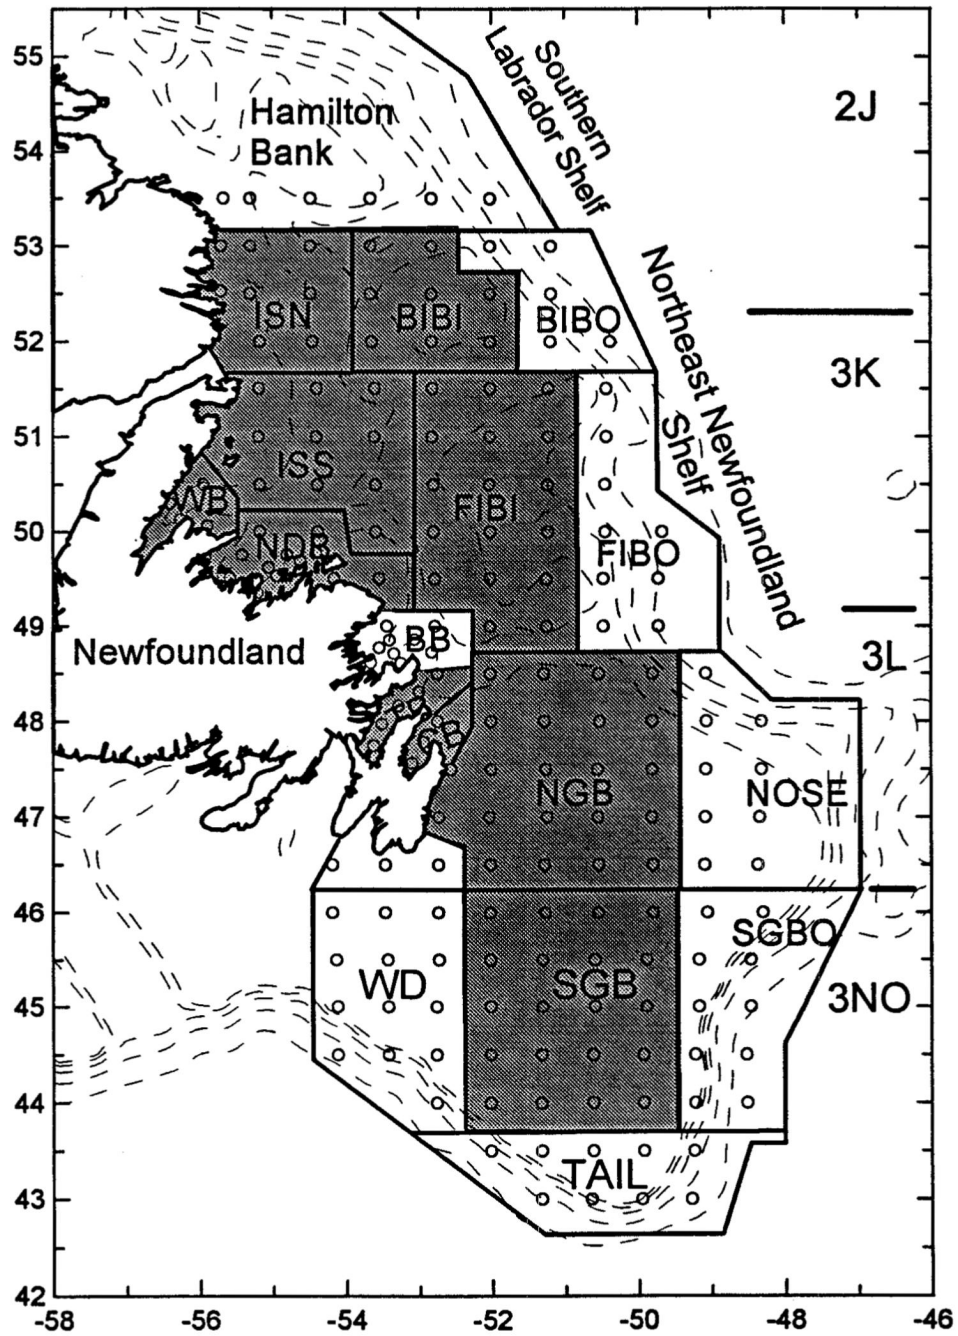 55
54
53
52
51
50
49
48
47
46
45
44
43
42
-58
-56
-54
-52
-50
-48
-46
Hamilton
Bank
Southern
Labrador Shelf
2J
Northeast Newfoundland
Shelf
3K
ISN
BIBI
BIBO
ISS
WB
NDB
FIBI
FIBO
BB
Newfoundland
3L
NGB
NOSE
WD
SGB
SGBO
3NO
TAIL